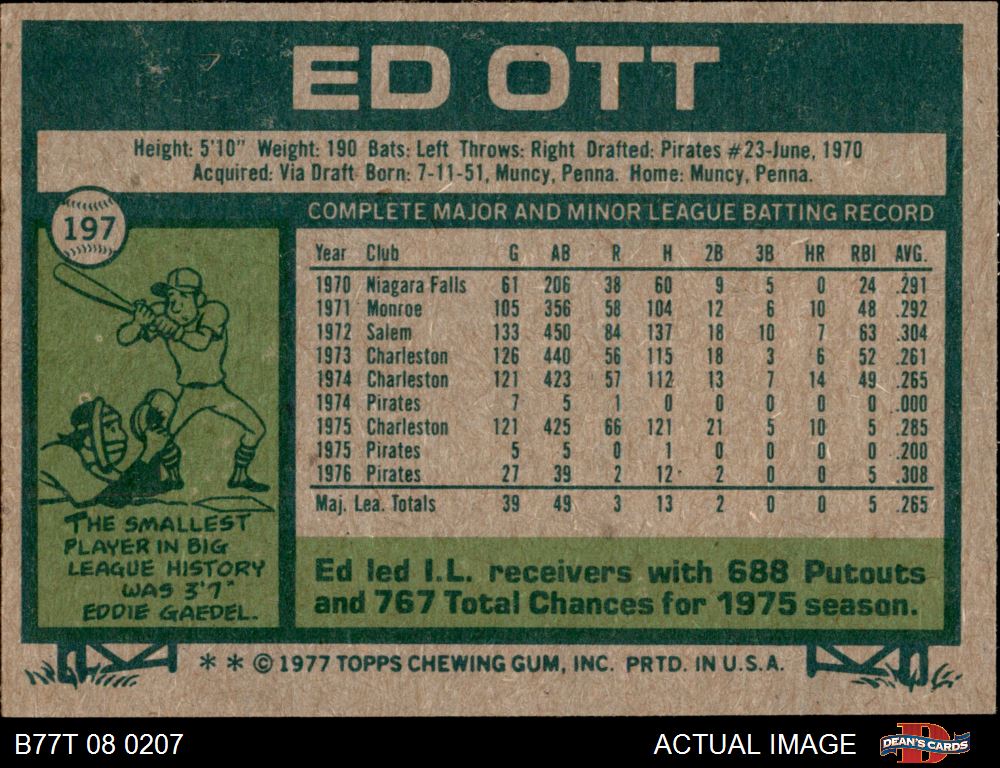 ED OTT
Height: 5'10" Weight: 190 Bats: Left Throws: Right Drafted: Pirates #23-June, 1970
Acquired: Via Draft Born: 7-11-51, Muncy, Penna. Home: Muncy, Penna.
197
COMPLETE MAJOR AND MINOR LEAGUE BATTING RECORD
Year Club G AB R H 2B 3B HR RBI AVG.
1970 Niagara Falls 61 206 38 60 9 5 0 24 .291
1971 Monroe 105 356 58 104 12 6 10 48 .292
1972 Salem 133 450 84 137 18 10 7 63 .304
1973 Charleston 126 440 56 115 18 3 6 52 .261
1974 Charleston 121 423 57 112 13 7 14 49 .265
1974 Pirates 7 5 1 0 0 0 0 0 .000
1975 Charleston 121 425 66 121 21 5 10 5 .285
1975 Pirates 5 5 0 1 0 0 0 0 .200
1976 Pirates 27 39 2 12 2 0 0 5 .308
Maj. Lea. Totals 39 49 3 13 2 0 0 5 .265
THE SMALLEST
PLAYER IN BIG
LEAGUE HISTORY
WAS 3'7"
EDDIE GAEDEL.
Ed led I.L. receivers with 688 Putouts
and 767 Total Chances for 1975 season.
* * © 1977 TOPPS CHEWING GUM, INC. PRTD. IN U.S.A.
B77T 08 0207
ACTUAL IMAGE
DEAN'S CARDS